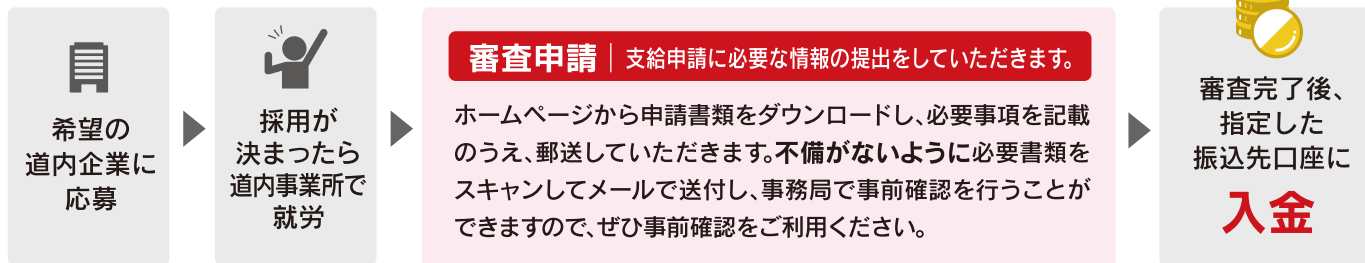 希望の
道内企業に
応募
採用が
決まったら
道内事業所で
就労
審査申請｜支給申請に必要な情報の提出をしていただきます。
ホームページから申請書類をダウンロードし、必要事項を記載
のうえ、郵送していただきます。不備がないように必要書類を
スキャンしてメールで送付し、事務局で事前確認を行うことが
できますので、ぜひ事前確認をご利用ください。
審査完了後、
指定した
振込先口座に
入金